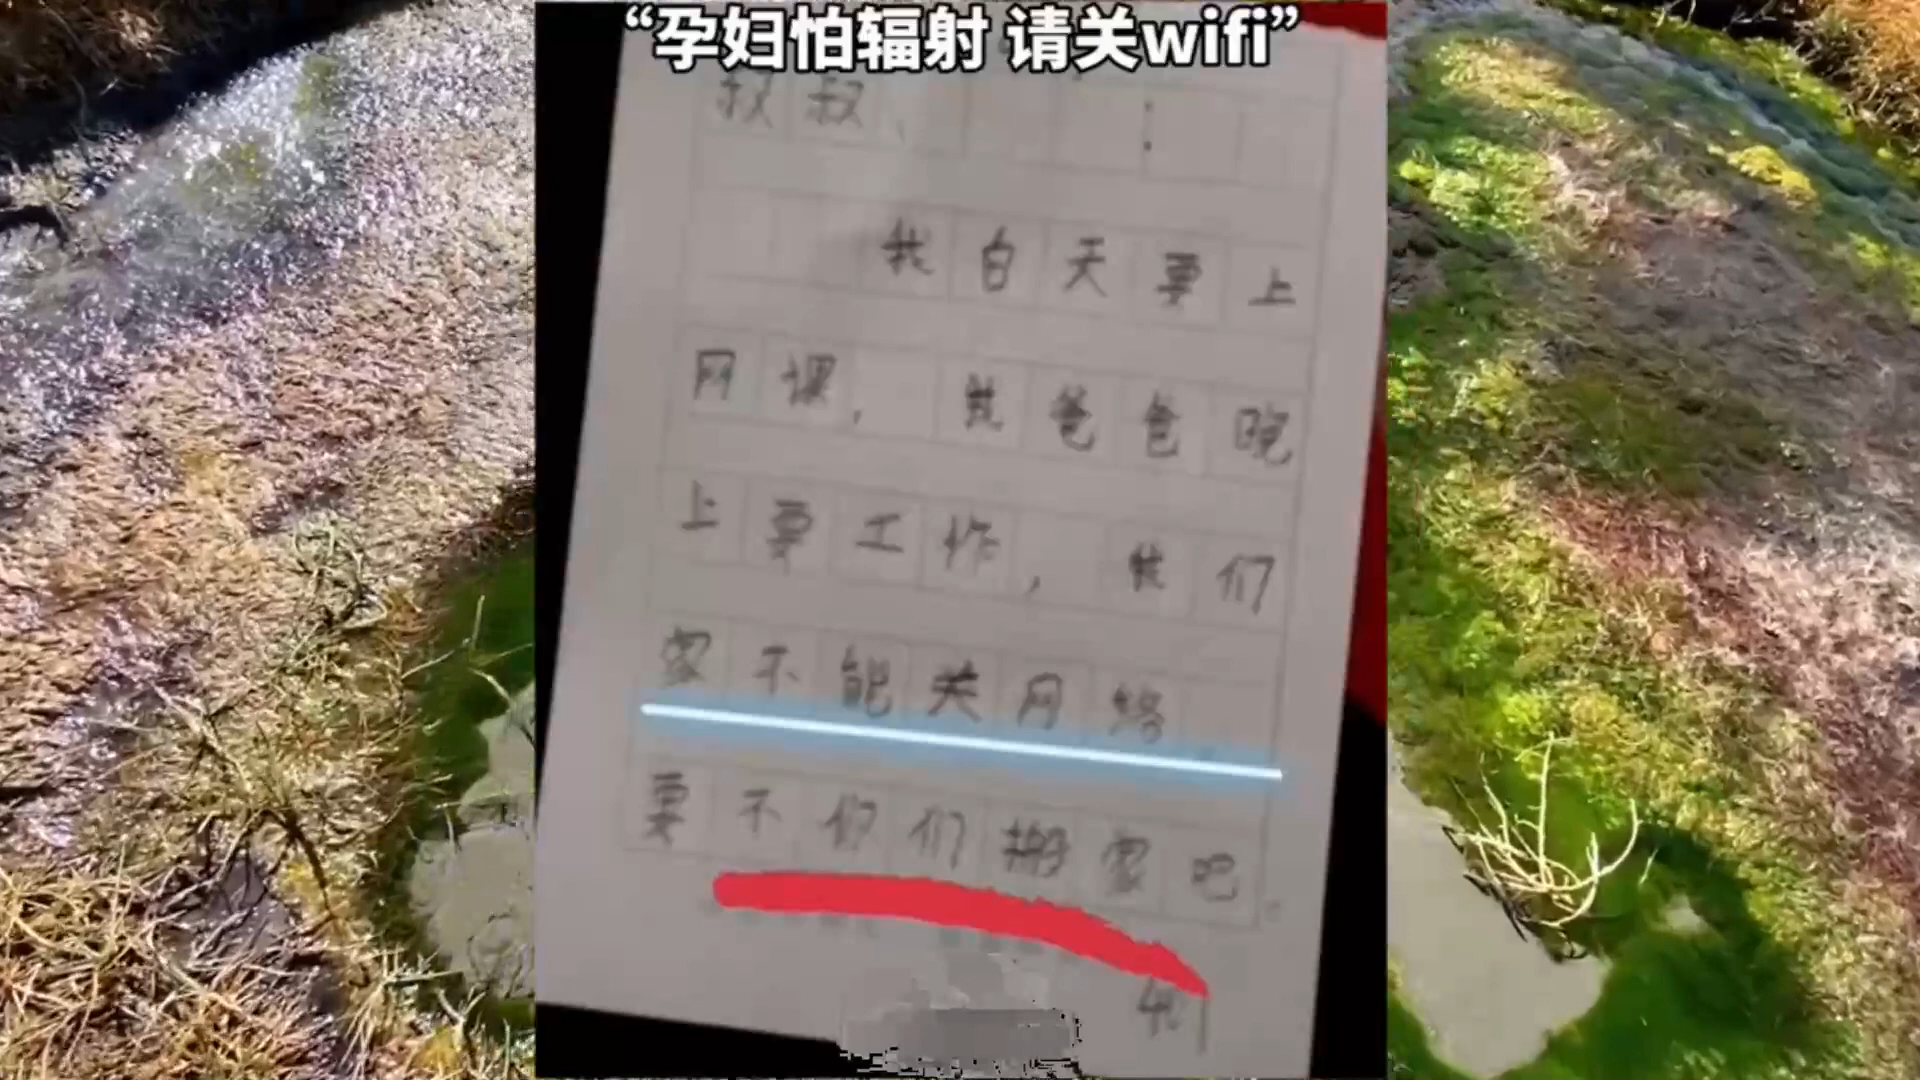 “孕妇怕辐射 请关wifi”
叔叔、 :
我白天要上
网课，我爸爸晚
上要工作，我们
家不能关网络。
要不你们搬家吧。
401